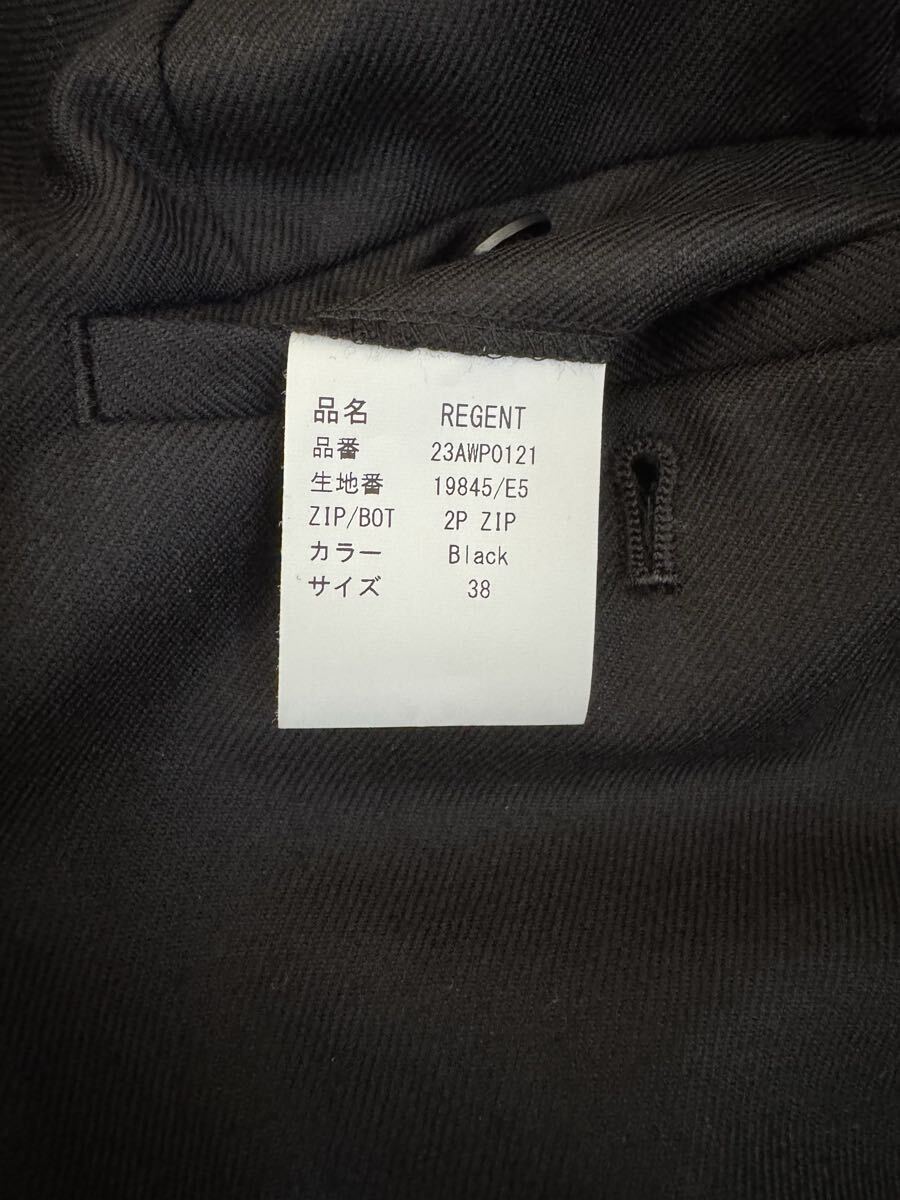 品名 REGENT
品番 23AWP0121
生地番 19845/E5
ZIP/BOT 2P ZIP
カラー Black
サイズ 38